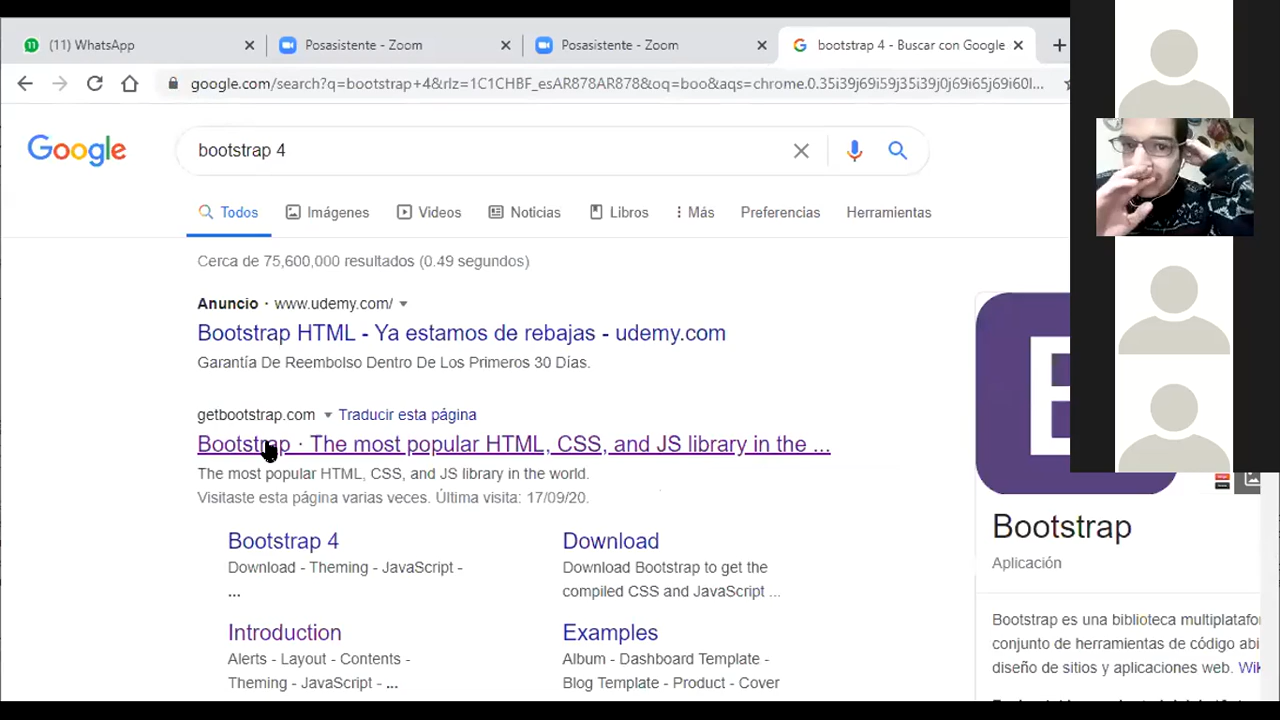 (11) WhatsApp
Posasistente - Zoom
Posasistente - Zoom
bootstrap 4 - Buscar con Google
google.com/search?q=bootstrap+4&rlz=1C1CHBF_esAR878AR878&oq=boo&aqs=chrome.0.35i39j69i59j35i39j0j69i65j69i60l...
Google
bootstrap 4
Todos
Imágenes
Videos
Noticias
Libros
Más
Preferencias
Herramientas
Cerca de 75,600,000 resultados (0.49 segundos)
Anuncio · www.udemy.com/
Bootstrap HTML - Ya estamos de rebajas - udemy.com
Garantía De Reembolso Dentro De Los Primeros 30 Días.
getbootstrap.com Traducir esta página
Bootstrap · The most popular HTML, CSS, and JS library in the ...
The most popular HTML, CSS, and JS library in the world.
Visitaste esta página varias veces. Última visita: 17/09/20.
Bootstrap 4
Download - Theming - JavaScript -
...
Download
Download Bootstrap to get the
compiled CSS and JavaScript ...
Introduction
Alerts - Layout - Contents -
Theming - JavaScript - ...
Examples
Album - Dashboard Template -
Blog Template - Product - Cover
Bootstrap
Aplicación
Bootstrap es una biblioteca multiplatafor
conjunto de herramientas de código abi
diseño de sitios y aplicaciones web. Wik